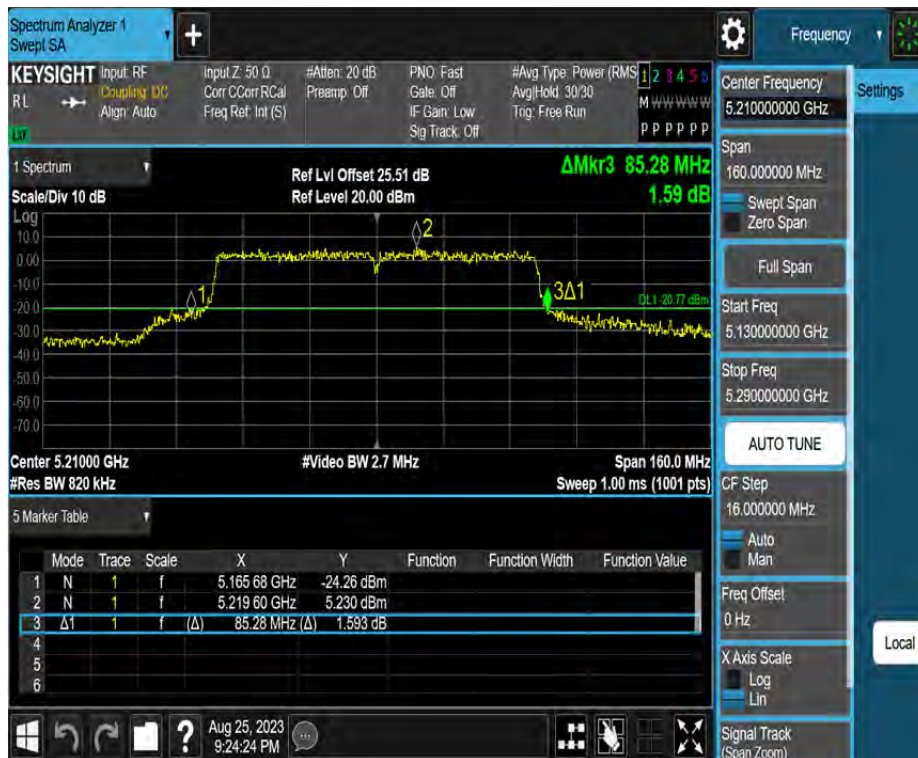 Spectrum Analyzer 1
Swept SA
+
Frequency
KEYSIGHT Input: RF Input Z: 50 Ω #Atten: 20 dB PNO: Fast #Avg Type: Power (RMS 1 2 3 4 5 6
RL Coupling: DC Corr CCorr RCal Preamp: Off Gate: Off Avg|Hold: 30/30 M W W W W W
Align: Auto Freq Ref: Int (S) IF Gain: Low Trig: Free Run
Sig Track: Off P P P P P P
Center Frequency
5.210000000 GHz
Settings
1 Spectrum
Ref Lvl Offset 25.51 dB
ΔMkr3 85.28 MHz
Scale/Div 10 dB
Ref Level 20.00 dBm
1.59 dB
Log
10.0
0.00
-10.0
-20.0
-30.0
-40.0
-50.0
-60.0
-70.0
1
2
3Δ1
DL1 -20.77 dBm
Center 5.21000 GHz #Video BW 2.7 MHz Span 160.0 MHz
#Res BW 820 kHz Sweep 1.00 ms (1001 pts)
Span
160.000000 MHz
Swept Span
Zero Span
Full Span
Start Freq
5.130000000 GHz
Stop Freq
5.290000000 GHz
AUTO TUNE
CF Step
16.000000 MHz
Auto
Man
Freq Offset
0 Hz
X Axis Scale
Log
Lin
Signal Track
(Span Zoom)
Local
5 Marker Table
Mode Trace Scale X Y Function Function Width Function Value
1 N 1 f 5.165 68 GHz -24.26 dBm
2 N 1 f 5.219 60 GHz 5.230 dBm
3 Δ1 1 f (Δ) 85.28 MHz (Δ) 1.593 dB
4
5
6
?
Aug 25, 2023
9:24:24 PM